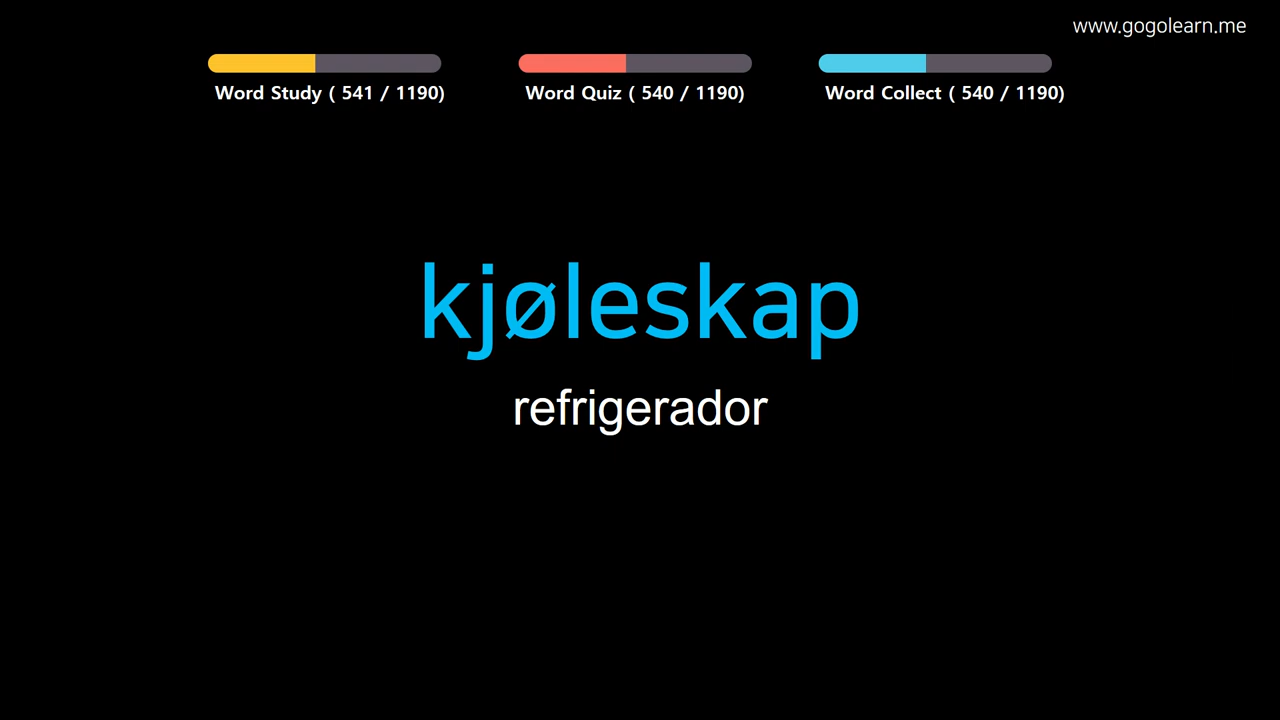 www.gogolearn.me
Word Study ( 541 / 1190)
Word Quiz ( 540 / 1190)
Word Collect ( 540 / 1190)
kjøleskap
refrigerador